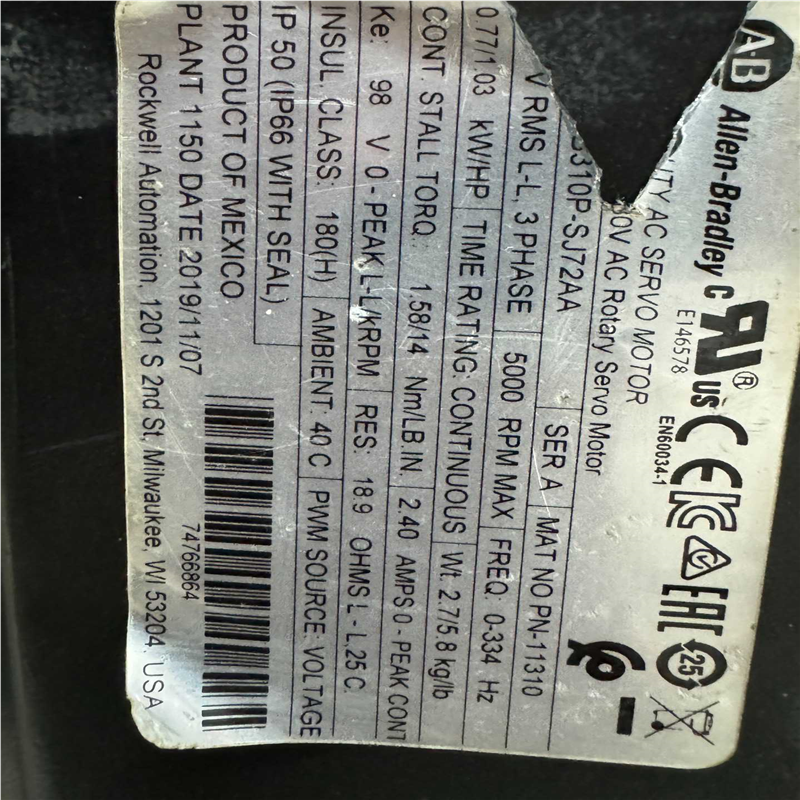 A-B Allen-Bradley
c UR US ® CE EAC 25
E146578 EN60034-1
AC SERVO MOTOR
0V AC Rotary Servo Motor
310P-SJ72AA SER A MAT NO PN-11310
V RMS L-L, 3 PHASE 5000 RPM MAX FREQ. 0-334 Hz
0.77/1.03 kW/HP TIME RATING: CONTINUOUS Wt. 2.7/5.8 kg/lb
CONT. STALL TORQ.: 1.58/14 Nm/LB IN. 2.40 AMPS 0 - PEAK CONT
Ke: 98 V 0 - PEAK L-L/kRPM RES: 18.9 OHMS L - L,25 C
INSUL. CLASS: 180(H) AMBIENT: 40 C PWM SOURCE: VOLTAGE
IP 50 (IP66 WITH SEAL)
PRODUCT OF MEXICO
PLANT 1150 DATE 2019/11/07 74766864
Rockwell Automation, 1201 S 2nd St, Milwaukee, WI 53204, USA